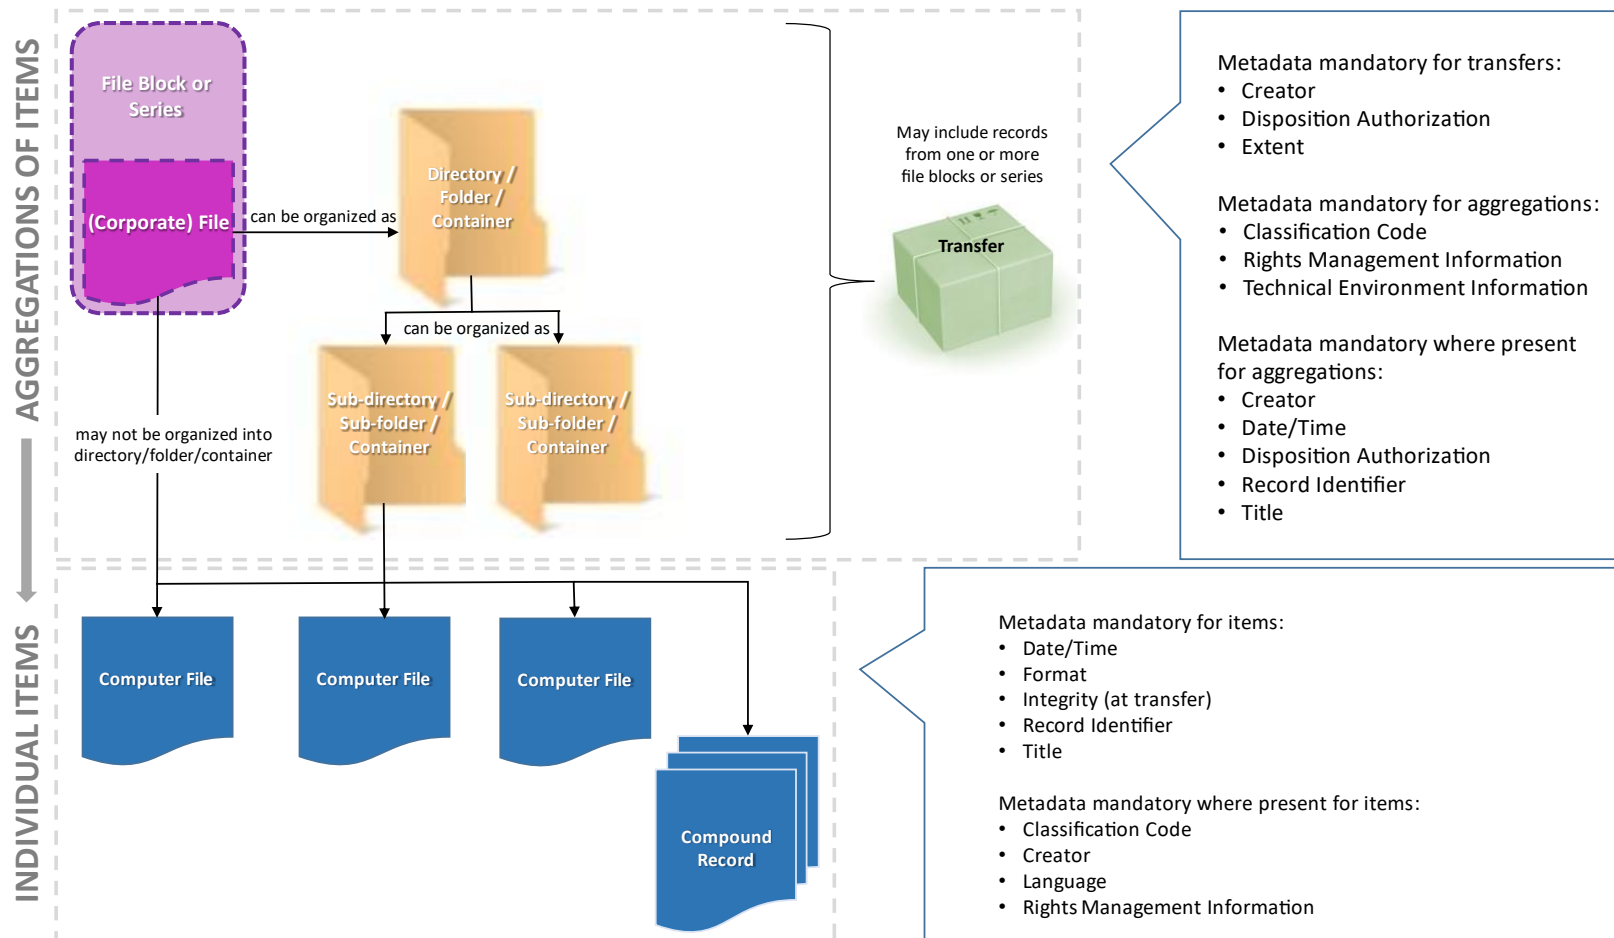 AGGREGATIONS OF ITEMS
File Block or
Series
(Corporate) File
can be organized as
Directory /
Folder /
Container
can be organized as
Sub-directory /
Sub-folder /
Container
Sub-directory /
Sub-folder /
Container
may not be organized into
directory/folder/container
May include records
from one or more
file blocks or series
Transfer
Metadata mandatory for transfers:
• Creator
• Disposition Authorization
• Extent
Metadata mandatory for aggregations:
• Classification Code
• Rights Management Information
• Technical Environment Information
Metadata mandatory where present
for aggregations:
• Creator
• Date/Time
• Disposition Authorization
• Record Identifier
• Title
INDIVIDUAL ITEMS
Computer File
Computer File
Computer File
Compound
Record
Metadata mandatory for items:
• Date/Time
• Format
• Integrity (at transfer)
• Record Identifier
• Title
Metadata mandatory where present for items:
• Classification Code
• Creator
• Language
• Rights Management Information